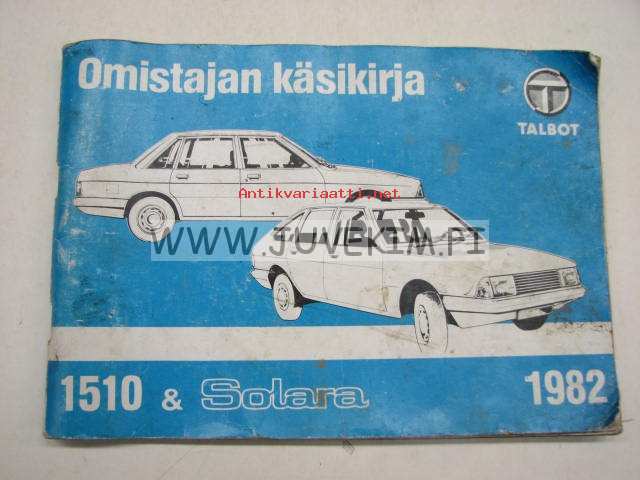 Omistajan käsikirja
TALBOT
Antikvariaatti.net
WWW.JUVEKIM.FI
1510 & Solara 1982